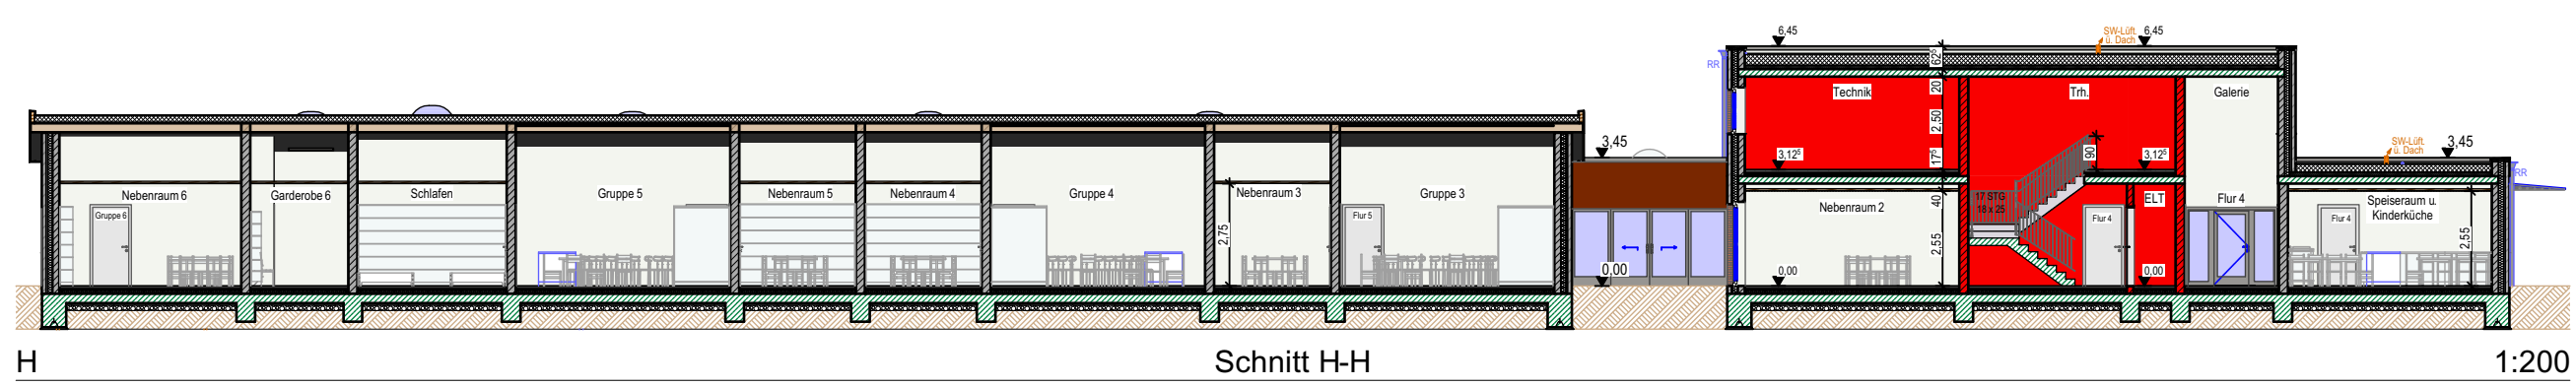 6,45
SW-Lüft.
ü. Dach
6,45
RR
62⁵
Technik
20
Trh.
Galerie
2,50
3,45
3,12⁵
17⁵
90
3,12⁵
SW-Lüft.
ü. Dach
3,45
RR
Nebenraum 6
Garderobe 6
Schlafen
Gruppe 5
Nebenraum 5
Nebenraum 4
Gruppe 4
Nebenraum 3
Gruppe 3
Nebenraum 2
40
17 STG
18 x 25
ELT
Flur 4
Speiseraum u.
Kinderküche
Gruppe 6
Flur 5
Flur 4
Flur 4
2,75
2,55
2,55
0,00
0,00
0,00
H
Schnitt H-H
1:200